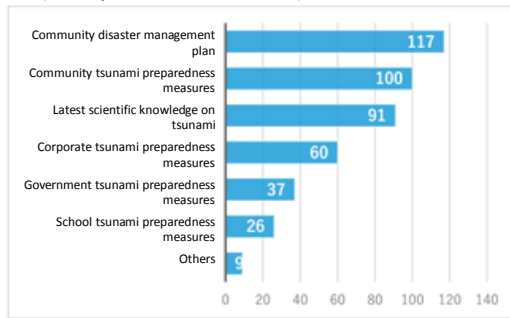 Community disaster management
plan
117
Community tsunami preparedness
measures
100
Latest scientific knowledge on
tsunami
91
Corporate tsunami preparedness
measures
60
Government tsunami preparedness
measures
37
School tsunami preparedness
measures
26
Others
9
0 20 40 60 80 100 120 140